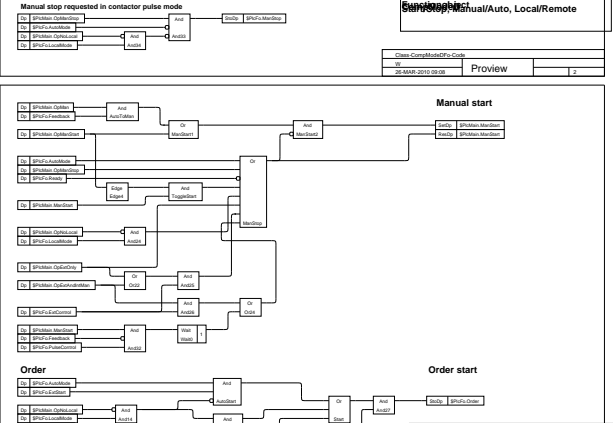 Manual stop requested in contactor pulse mode
Dp $PlcMain.OpManStop
And
StoDp $PlcFo.ManStop
Dp $PlcFo.AutoMode
Dp $PlcMain.OpNoLocal
And
And33
Dp $PlcFo.LocalMode
And34
Start/Stop, Manual/Auto, Local/Remote
Class-CompModeDFo-Code
W
26-MAR-2010 09:06
Proview
2
Manual start
Dp $PlcMain.OpMan
And
Dp $PlcFo.Feedback
AutoToMan
Or
And
SetDp $PlcMain.ManStart
Dp $PlcMain.OpManStart
ManStart1
ManStart2
ResDp $PlcMain.ManStart
Dp $PlcFo.AutoMode
Or
Dp $PlcMain.OpManStop
Dp $PlcFo.Ready
Edge
And
Edge4
ToggleStart
Dp $PlcMain.ManStart
ManStop
Dp $PlcMain.OpNoLocal
And
Dp $PlcFo.LocalMode
And24
Dp $PlcMain.OpExtOnly
Or
And
Dp $PlcMain.OpExtAndIntMan
Or22
And25
And
Or
Dp $PlcFo.ExtControl
And26
Or24
Dp $PlcMain.ManStart
And
Wait
1
Dp $PlcFo.Feedback
Wait0
Dp $PlcFo.PulseControl
And32
Order
Order start
Dp $PlcFo.AutoMode
And
Dp $PlcFo.ExtStart
AutoStart
Or
And
StoDp $PlcFo.Order
Dp $PlcMain.OpNoLocal
And
And27
Dp $PlcFo.LocalMode
And14
And
Start